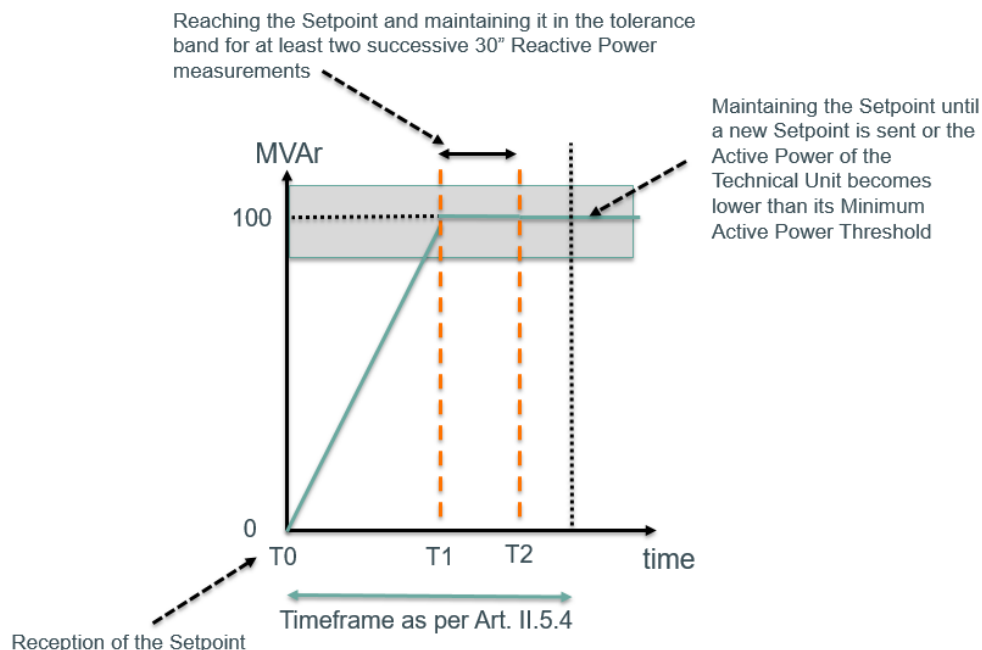 Reaching the Setpoint and maintaining it in the tolerance
band for at least two successive 30” Reactive Power
measurements
Maintaining the Setpoint until
a new Setpoint is sent or the
Active Power of the
Technical Unit becomes
lower than its Minimum
Active Power Threshold
MVAr
100
0
T0
T1
T2
time
Timeframe as per Art. II.5.4
Reception of the Setpoint